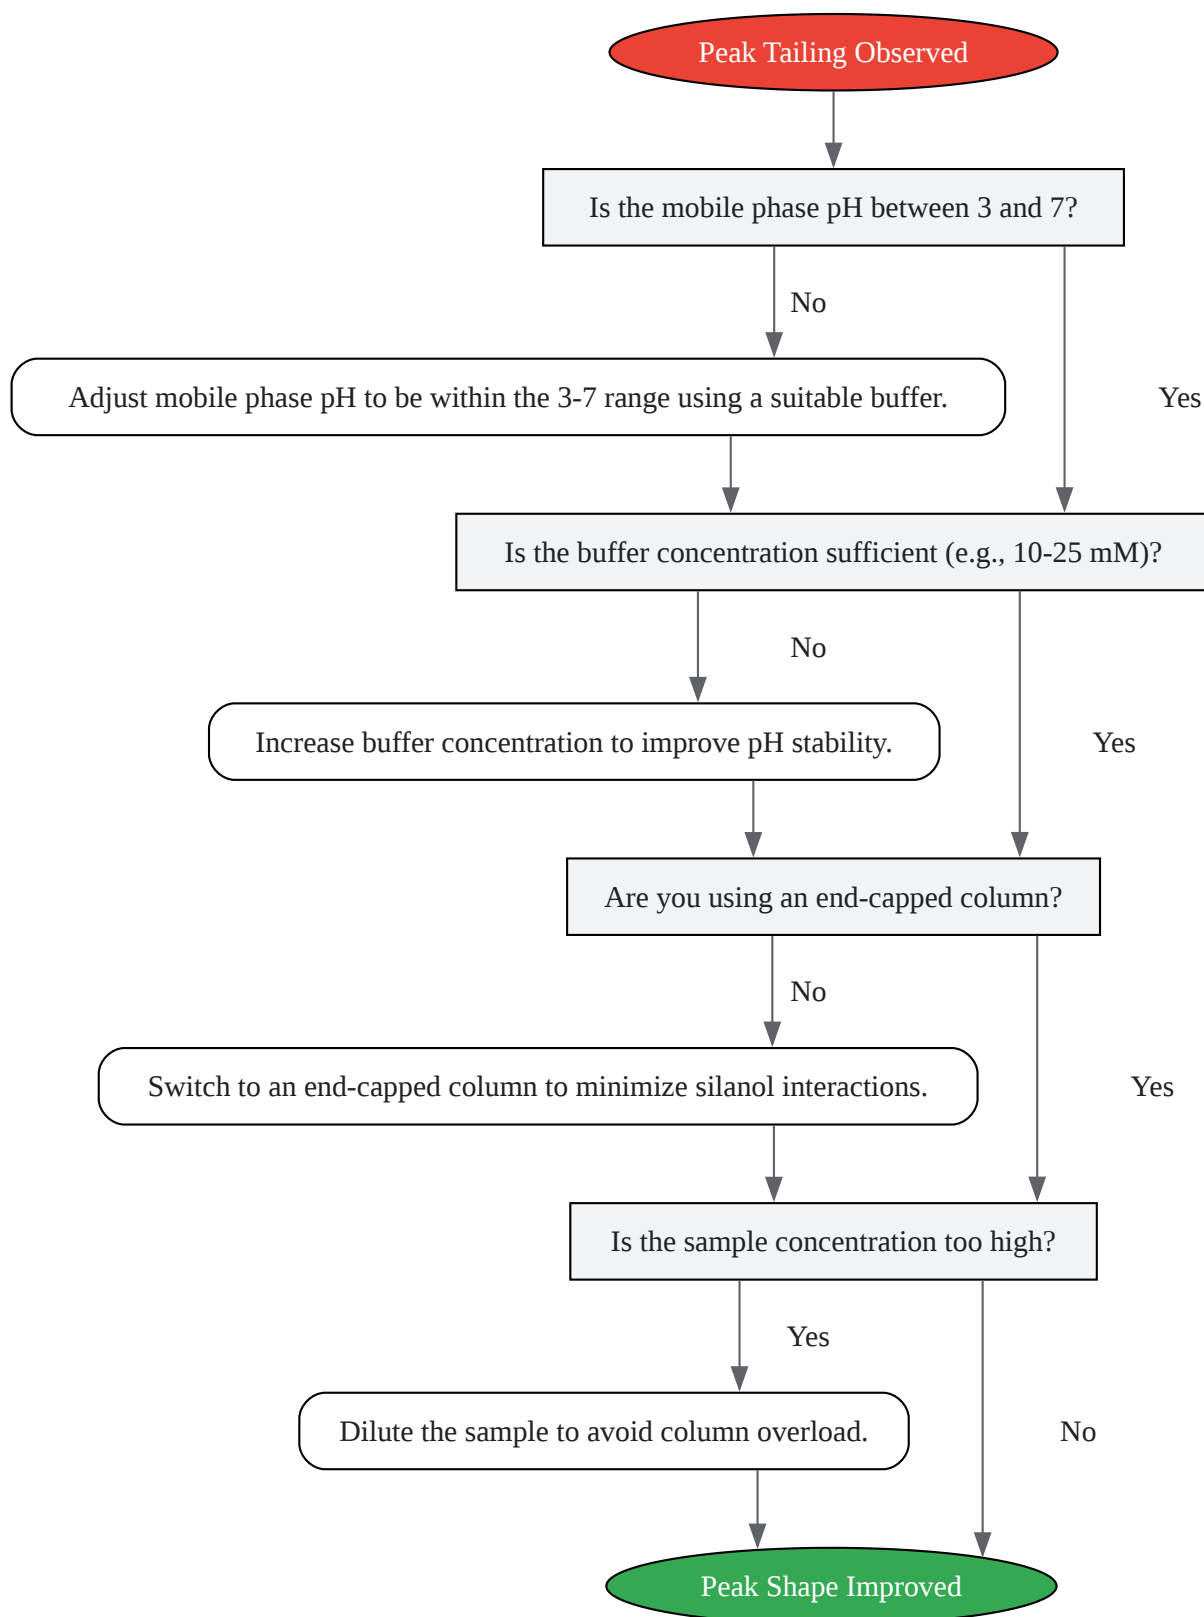 Peak Tailing Observed
Is the mobile phase pH between 3 and 7?
No
Adjust mobile phase pH to be within the 3-7 range using a suitable buffer.
Yes
Is the buffer concentration sufficient (e.g., 10-25 mM)?
No
Increase buffer concentration to improve pH stability.
Yes
Are you using an end-capped column?
No
Switch to an end-capped column to minimize silanol interactions.
Yes
Is the sample concentration too high?
Yes
Dilute the sample to avoid column overload.
No
Peak Shape Improved